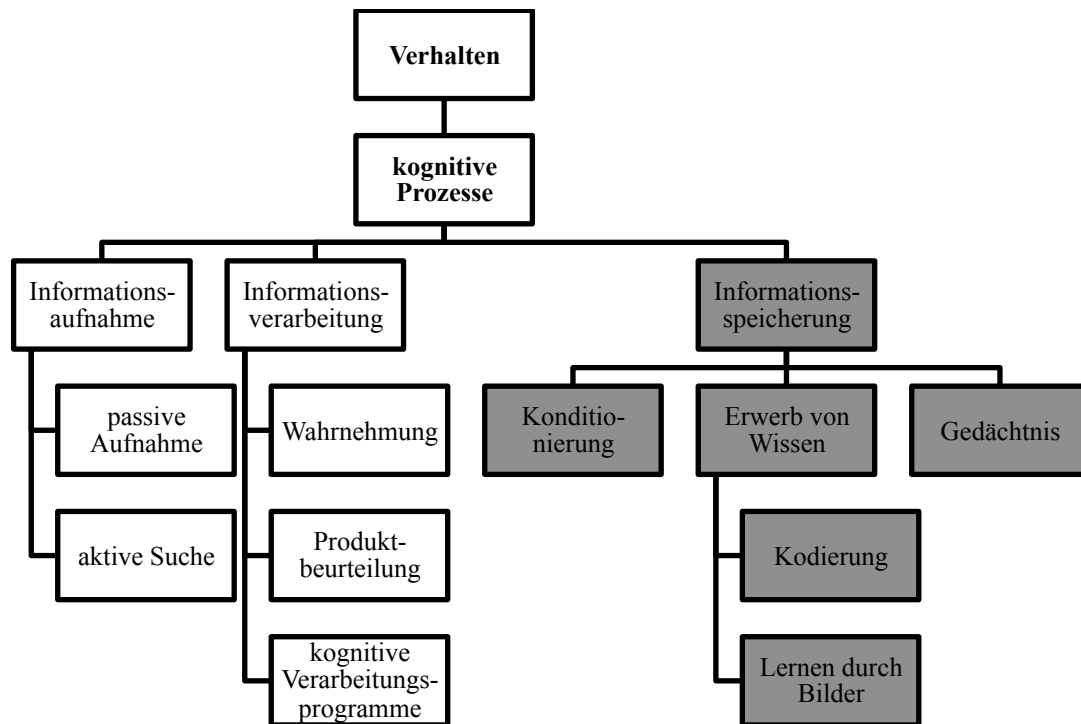 Verhalten
kognitive
Prozesse
Informations-
aufnahme
Informations-
verarbeitung
Informations-
speicherung
passive
Aufnahme
Wahrnehmung
Konditio-
nierung
Erwerb von
Wissen
Gedächtnis
aktive Suche
Produkt-
beurteilung
Kodierung
kognitive
Verarbeitungs-
programme
Lernen durch
Bilder